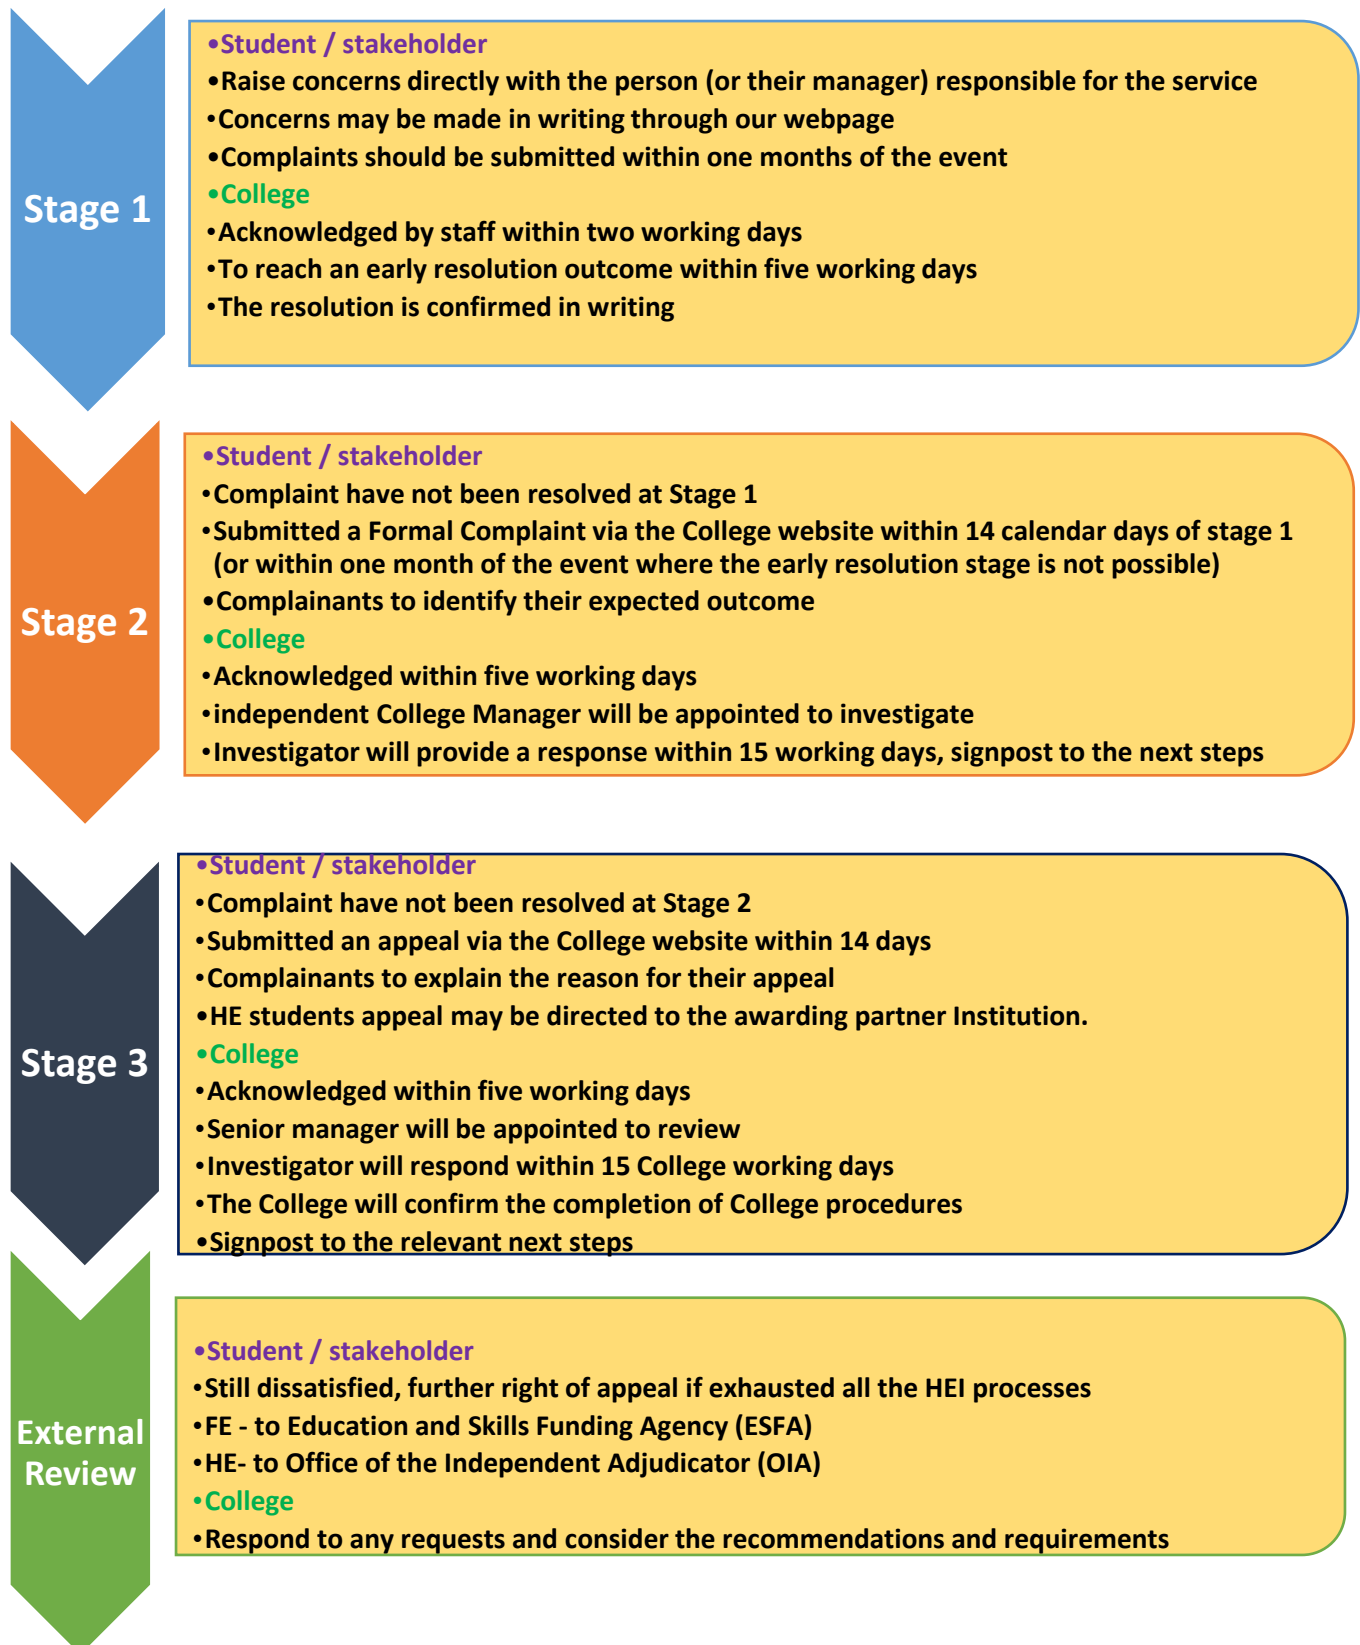 Stage 1
•Student / stakeholder
•Raise concerns directly with the person (or their manager) responsible for the service
•Concerns may be made in writing through our webpage
•Complaints should be submitted within one months of the event
•College
•Acknowledged by staff within two working days
•To reach an early resolution outcome within five working days
•The resolution is confirmed in writing
Stage 2
•Student / stakeholder
•Complaint have not been resolved at Stage 1
•Submitted a Formal Complaint via the College website within 14 calendar days of stage 1
(or within one month of the event where the early resolution stage is not possible)
•Complainants to identify their expected outcome
•College
•Acknowledged within five working days
•independent College Manager will be appointed to investigate
•Investigator will provide a response within 15 working days, signpost to the next steps
Stage 3
•Student / stakeholder
•Complaint have not been resolved at Stage 2
•Submitted an appeal via the College website within 14 days
•Complainants to explain the reason for their appeal
•HE students appeal may be directed to the awarding partner Institution.
•College
•Acknowledged within five working days
•Senior manager will be appointed to review
•Investigator will respond within 15 College working days
•The College will confirm the completion of College procedures
•Signpost to the relevant next steps
External
Review
•Student / stakeholder
•Still dissatisfied, further right of appeal if exhausted all the HEI processes
•FE - to Education and Skills Funding Agency (ESFA)
•HE- to Office of the Independent Adjudicator (OIA)
•College
•Respond to any requests and consider the recommendations and requirements